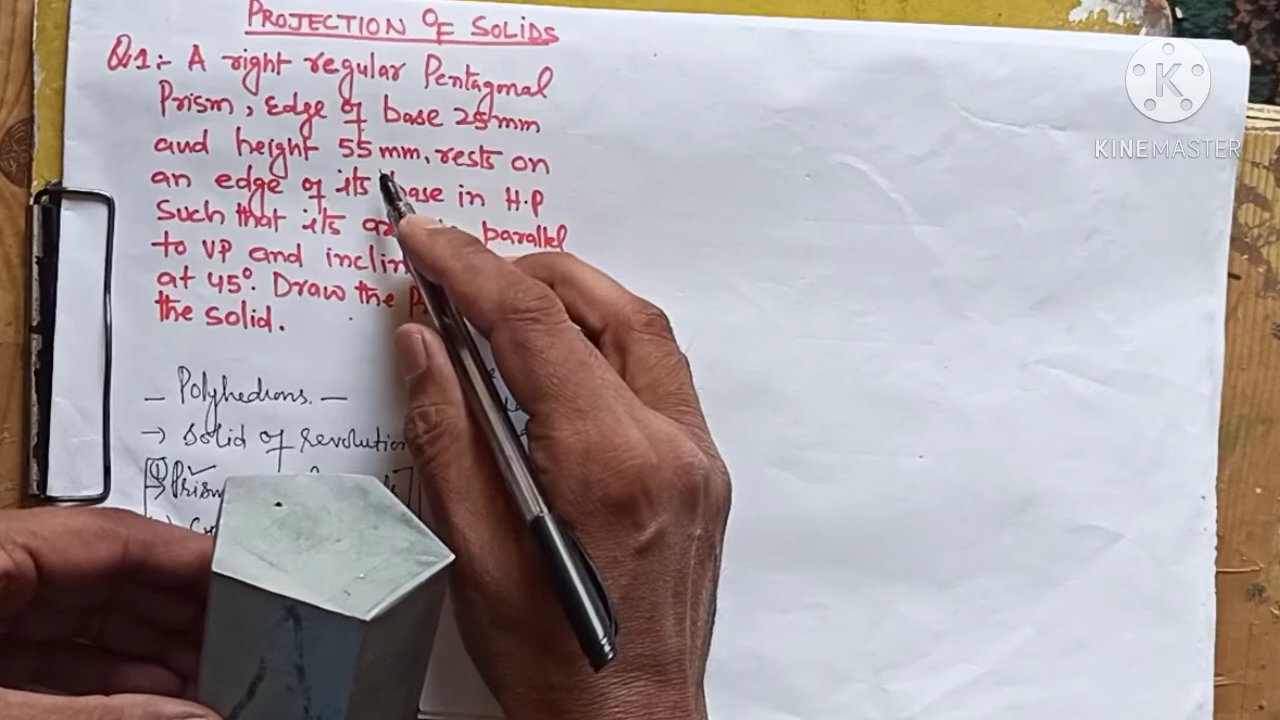 PROJECTION OF SOLIDS
Q1:- A right regular Pentagonal
Prism, Edge of base 25mm
and height 55mm, rests on
an edge of its base in H.P
Such that its parallel
to VP and
at 45°. Draw the
the solid.
- Polyhedrons. -
→ Solid of revolution
① Prism
K
KINEMASTER